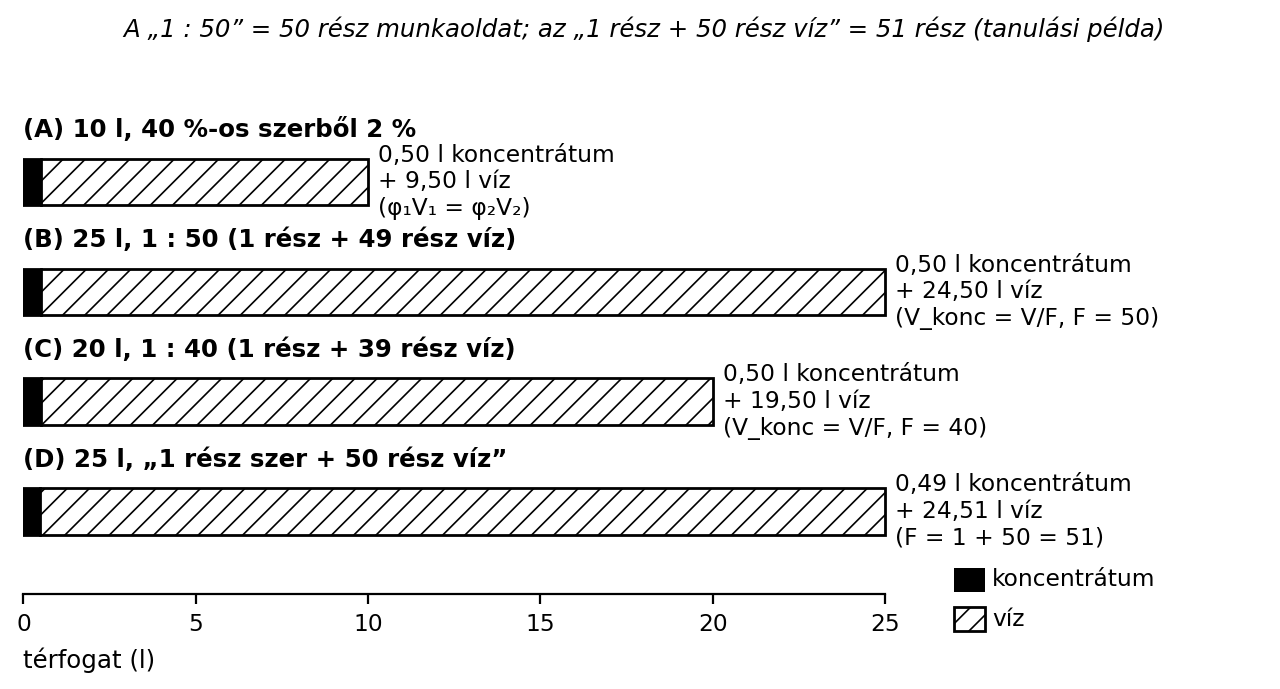 A „1 : 50” = 50 rész munkaoldat; az „1 rész + 50 rész víz” = 51 rész (tanulási példa)
(A) 10 l, 40 %-os szerből 2 %
0,50 l koncentrátum
+ 9,50 l víz
(φ₁V₁ = φ₂V₂)
(B) 25 l, 1 : 50 (1 rész + 49 rész víz)
0,50 l koncentrátum
+ 24,50 l víz
(V_konc = V/F, F = 50)
(C) 20 l, 1 : 40 (1 rész + 39 rész víz)
0,50 l koncentrátum
+ 19,50 l víz
(V_konc = V/F, F = 40)
(D) 25 l, „1 rész szer + 50 rész víz”
0,49 l koncentrátum
+ 24,51 l víz
(F = 1 + 50 = 51)
koncentrátum
víz
0 5 10 15 20 25
térfogat (l)